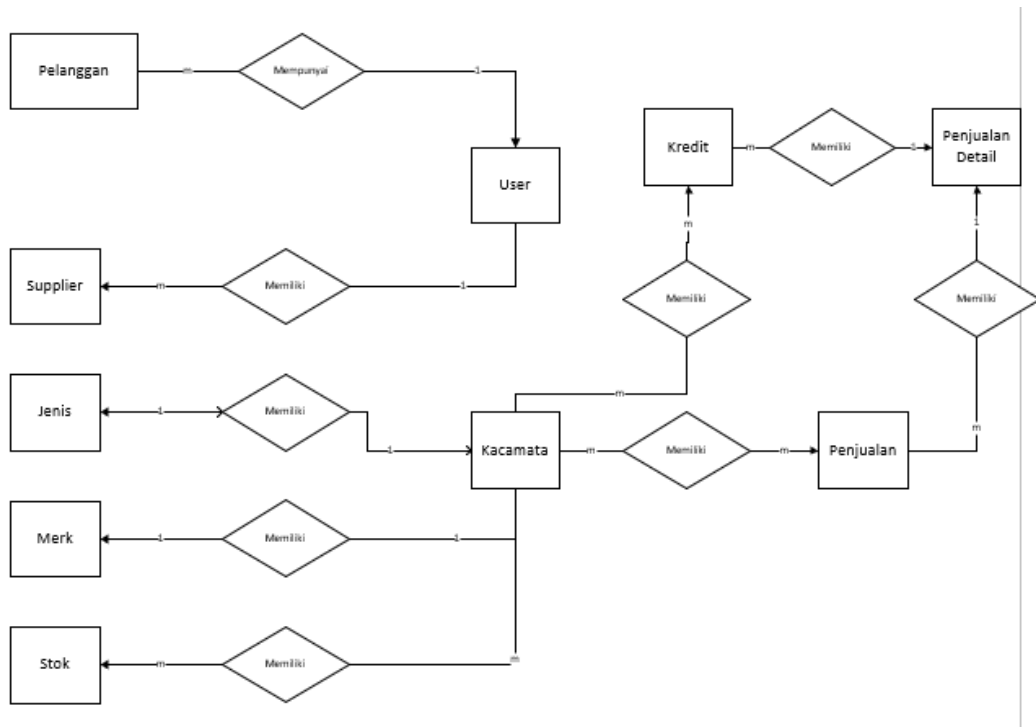 Pelanggan
m
Mempunyai
1
User
Supplier
m
Memiliki
1
Jenis
1
Memiliki
1
Kacamata
Merk
1
Memiliki
1
Stok
m
Memiliki
m
Kredit
m
Memiliki
1
Penjualan
Detail
m
Memiliki
m
1
Memiliki
m
m
Memiliki
m
Penjualan